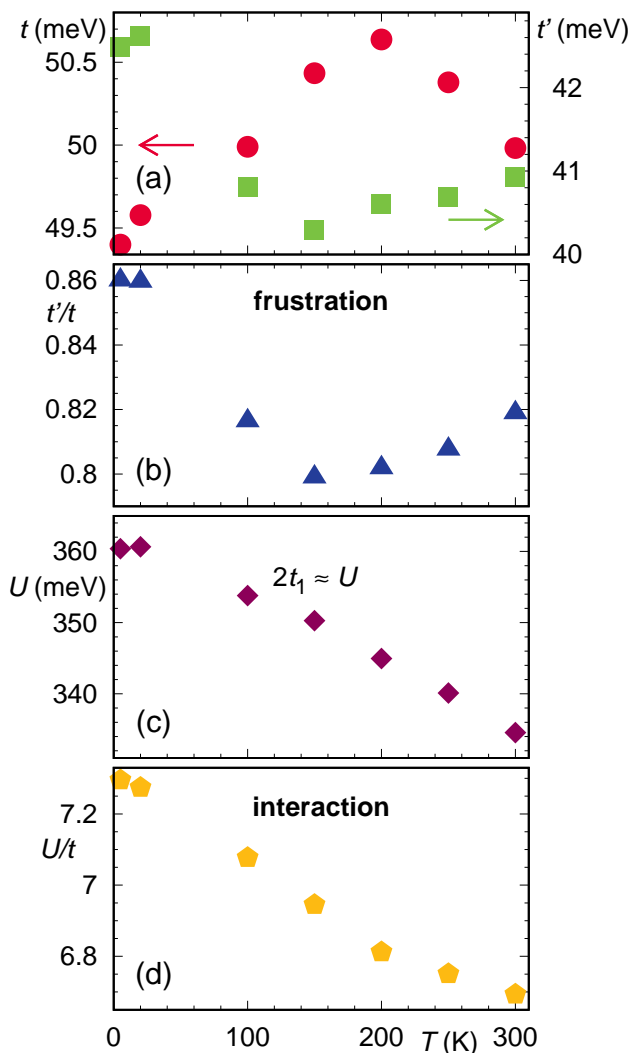 t (meV)
t’ (meV)
50.5
50
49.5
42
41
40
(a)
0.86
t’/t
0.84
0.82
0.8
frustration
(b)
360
U (meV)
350
340
2t₁ ≈ U
(c)
7.2
U/t
7
6.8
interaction
(d)
0
100
200
T (K)
300